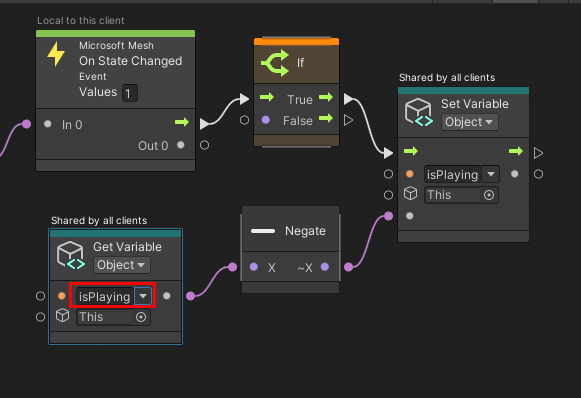 Local to this client
Microsoft Mesh
On State Changed
Event
Values 1
In 0
Out 0
If
True
False
Shared by all clients
Set Variable
Object
isPlaying
This
Shared by all clients
Get Variable
Object
isPlaying
This
Negate
X ~X